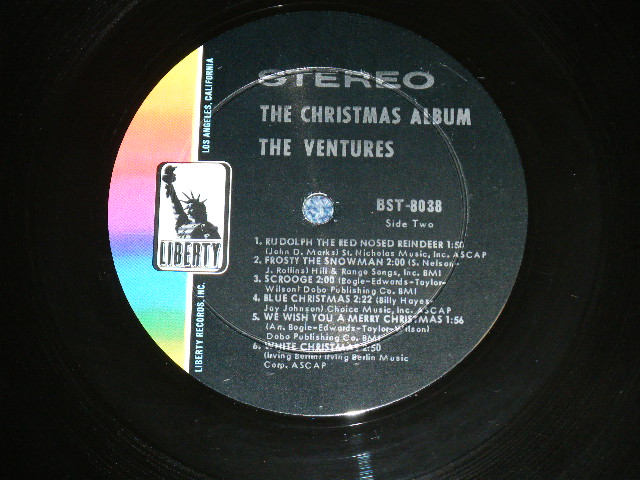 STEREO
THE CHRISTMAS ALBUM
THE VENTURES
BST-8038
Side Two
1. RUDOLPH THE RED NOSED REINDEER 1:50
(John D. Marks) St. Nicholas Music, Inc. ASCAP
2. FROSTY THE SNOWMAN 2:00 (S. Nelson-
J. Rollins) Hill & Range Songs, Inc. BMI
3. SCROOGE 2:00 (Bogle-Edwards-Taylor-
Wilson) Dobo Publishing Co. BMI
4. BLUE CHRISTMAS 2:22 (Billy Hayes-
Jay Johnson) Choice Music, Inc. ASCAP
5. WE WISH YOU A MERRY CHRISTMAS 1:56
(Arr. Bogle-Edwards-Taylor-Wilson)
Dobo Publishing Co. BMI
6. WHITE CHRISTMAS 2:50
(Irving Berlin) Irving Berlin Music
Corp. ASCAP
LIBERTY
LIBERTY RECORDS, INC.
LOS ANGELES, CALIFORNIA